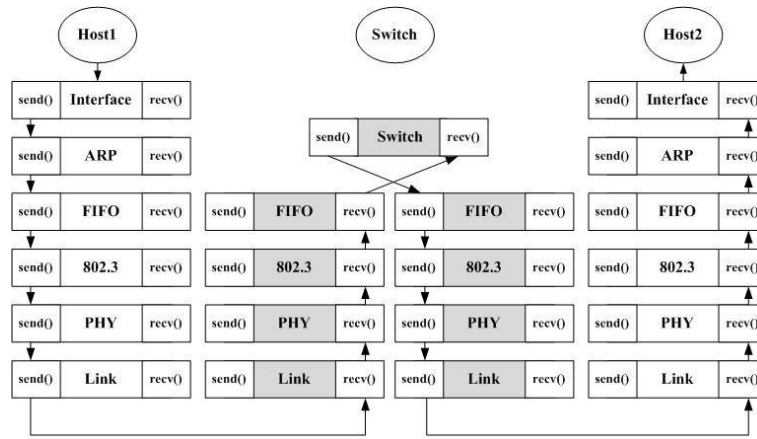 Host1 Switch Host2
send() Interface recv() send() Interface recv()
send() Switch recv()
send() ARP recv() send() ARP recv()
send() FIFO recv() send() FIFO recv() send() FIFO recv() send() FIFO recv()
send() 802.3 recv() send() 802.3 recv() send() 802.3 recv() send() 802.3 recv()
send() PHY recv() send() PHY recv() send() PHY recv() send() PHY recv()
send() Link recv() send() Link recv() send() Link recv() send() Link recv()